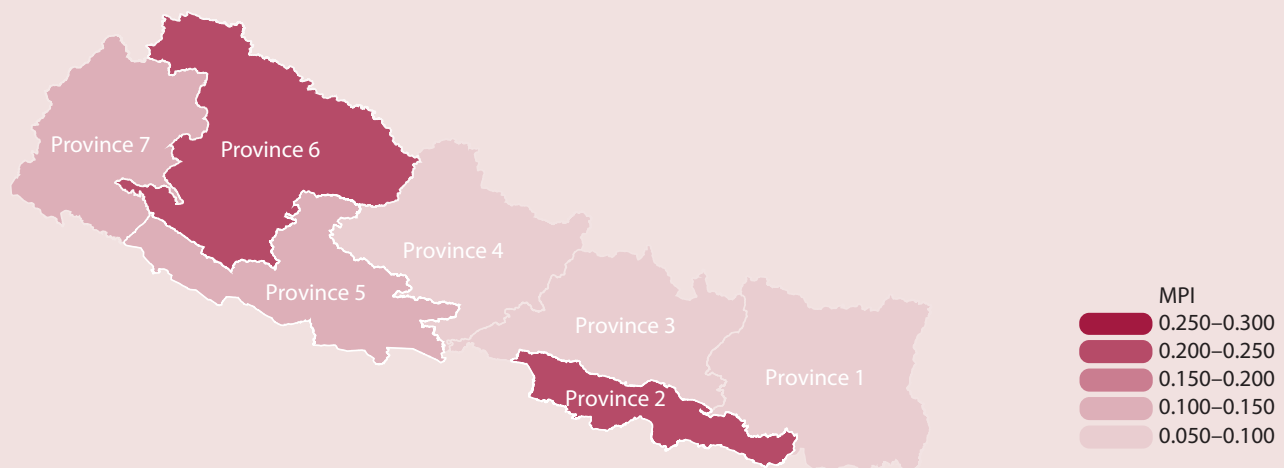 Province 7
Province 6
Province 4
Province 5
Province 3
Province 1
Province 2
MPI
0.250–0.300
0.200–0.250
0.150–0.200
0.100–0.150
0.050–0.100